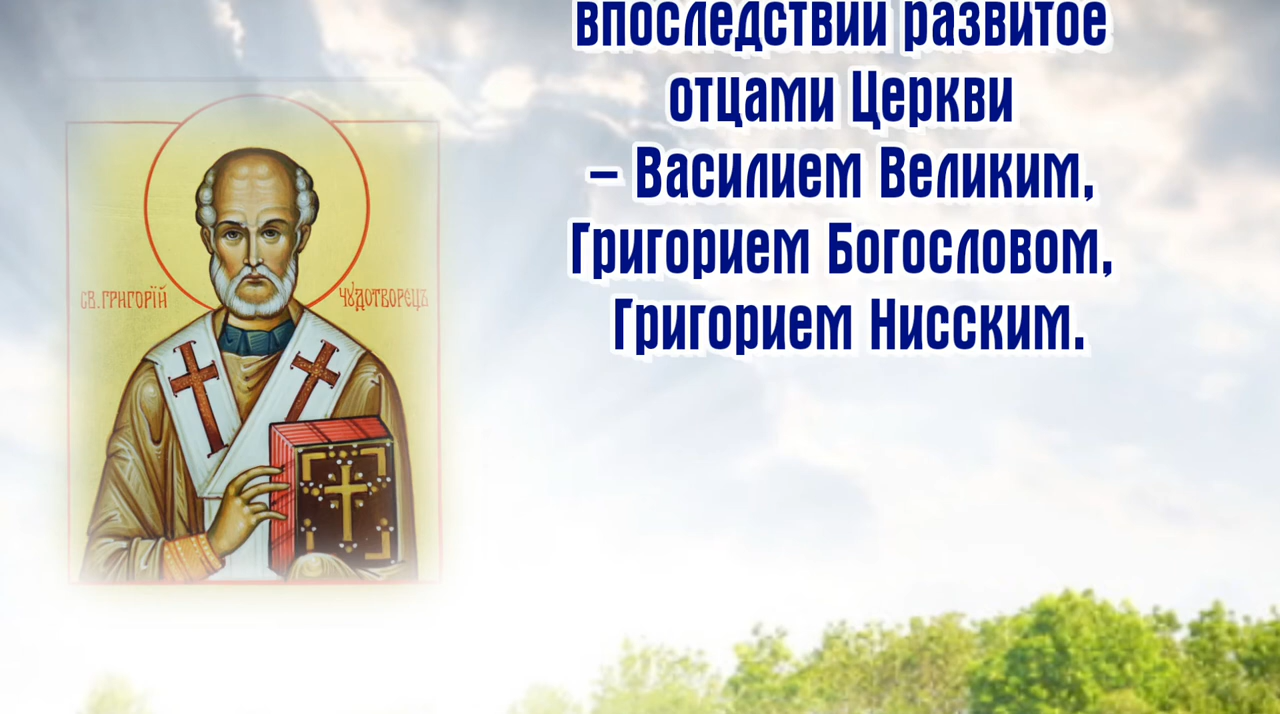 впоследствии развитое
отцами Церкви
– Василием Великим,
Григорием Богословом,
Григорием Нисским.
СВ. ГРИГОРІЙ ЧУДОТВОРЕЦЪ